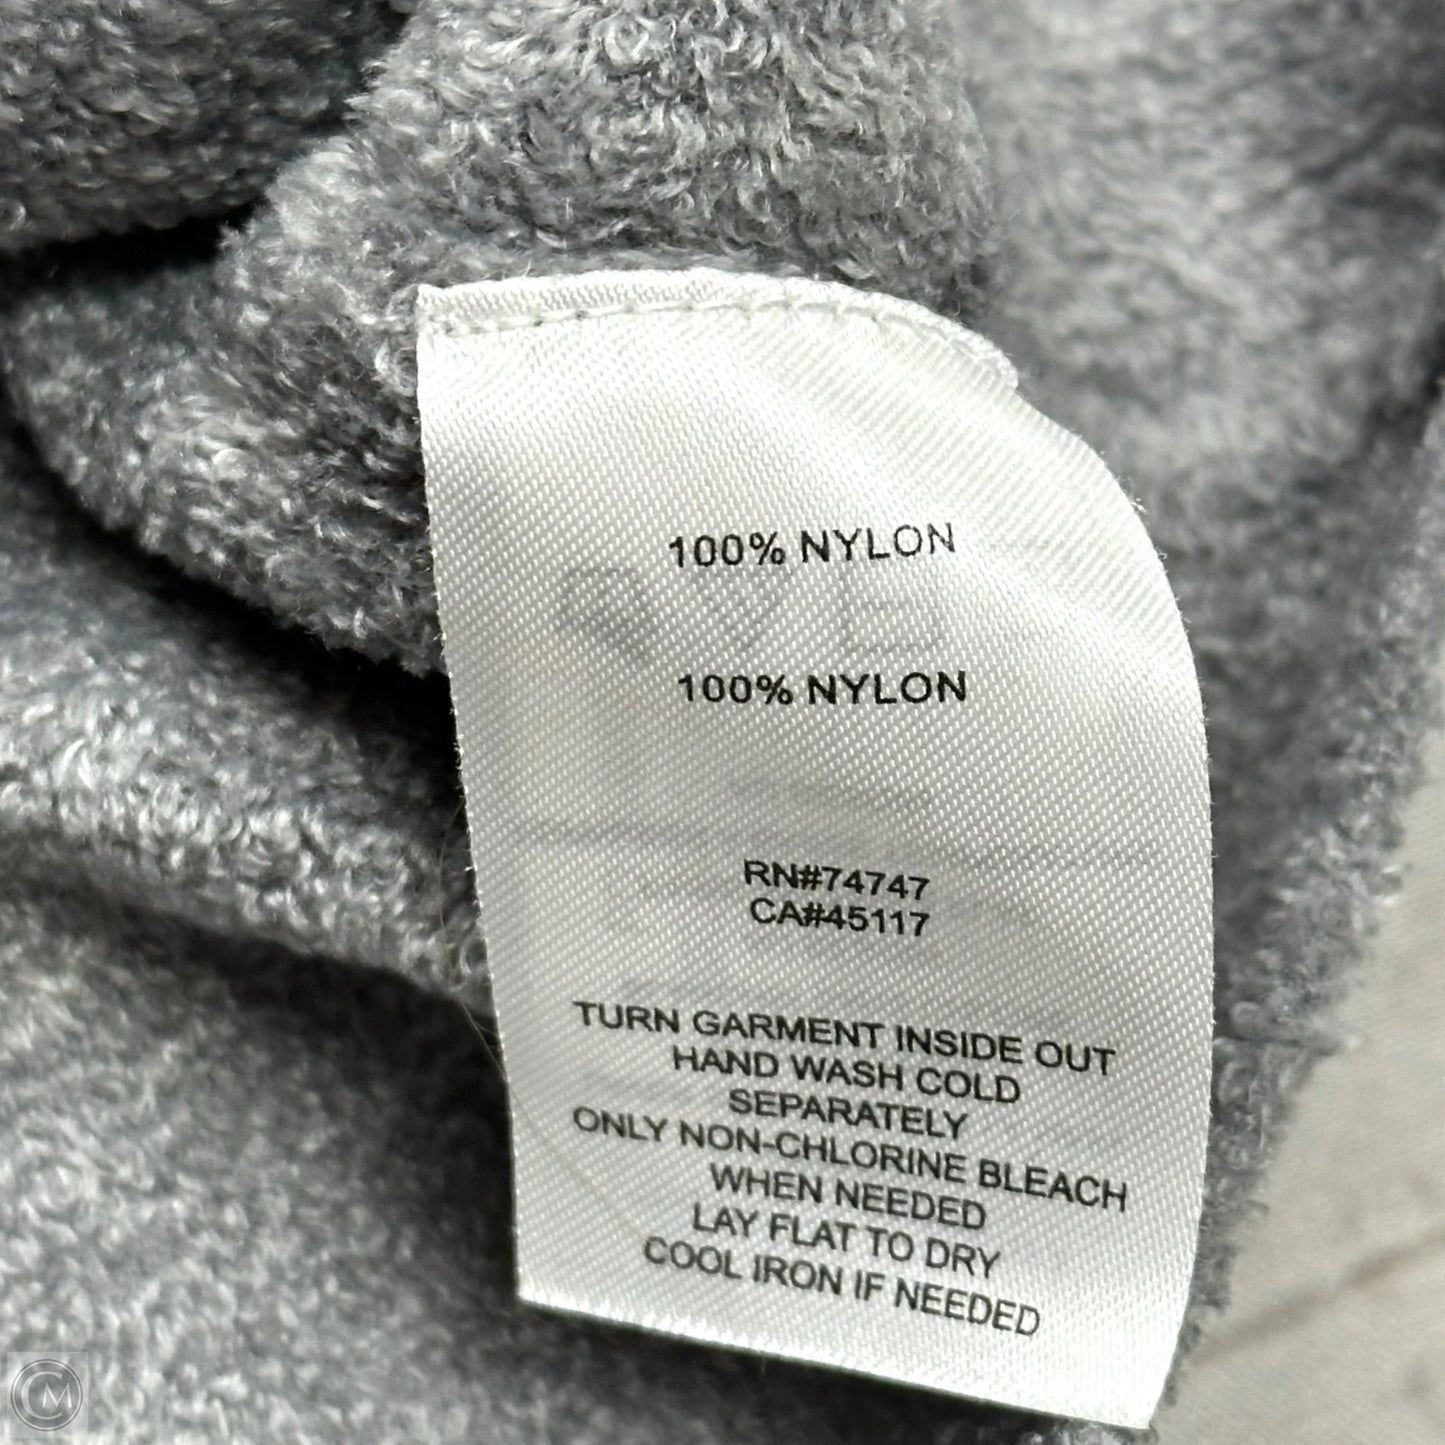 100% NYLON
100% NYLON
RN#74747
CA#45117
TURN GARMENT INSIDE OUT
HAND WASH COLD
SEPARATELY
ONLY NON-CHLORINE BLEACH
WHEN NEEDED
LAY FLAT TO DRY
COOL IRON IF NEEDED
CM